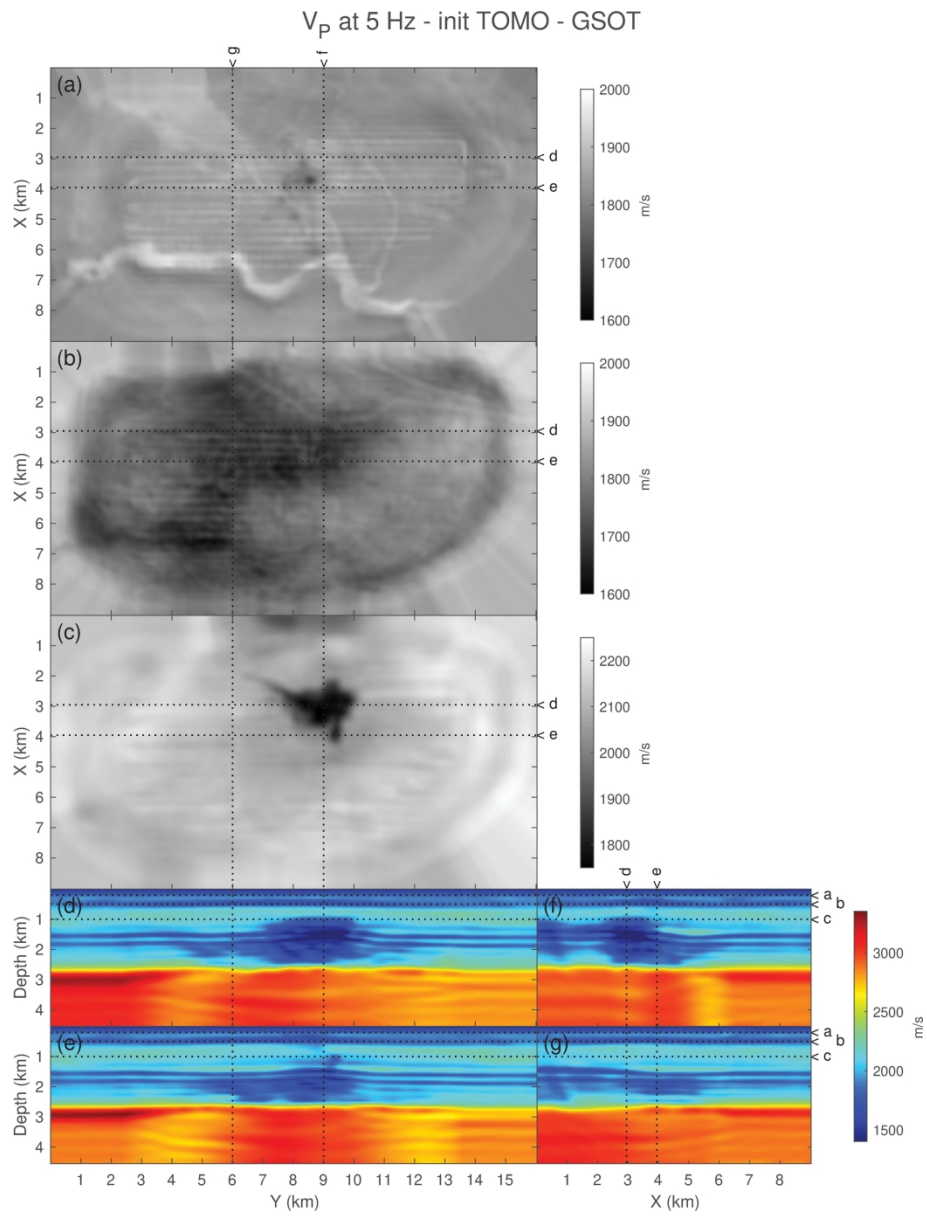 V_P at 5 Hz - init TOMO - GSOT
< g
< f
(a)
1
2
3
4
5
6
7
8
X (km)
< d
< e
2000
1900
1800
1700
1600
m/s
(b)
1
2
3
4
5
6
7
8
X (km)
< d
< e
2000
1900
1800
1700
1600
m/s
(c)
1
2
3
4
5
6
7
8
X (km)
< d
< e
2200
2100
2000
1900
1800
m/s
< d
< e
(d)
1
2
3
4
Depth (km)
(f)
< a
< b
< c
(e)
1
2
3
4
Depth (km)
(g)
< a
< b
< c
3000
2500
2000
1500
m/s
1 2 3 4 5 6 7 8 9 10 11 12 13 14 15
Y (km)
1 2 3 4 5 6 7 8
X (km)